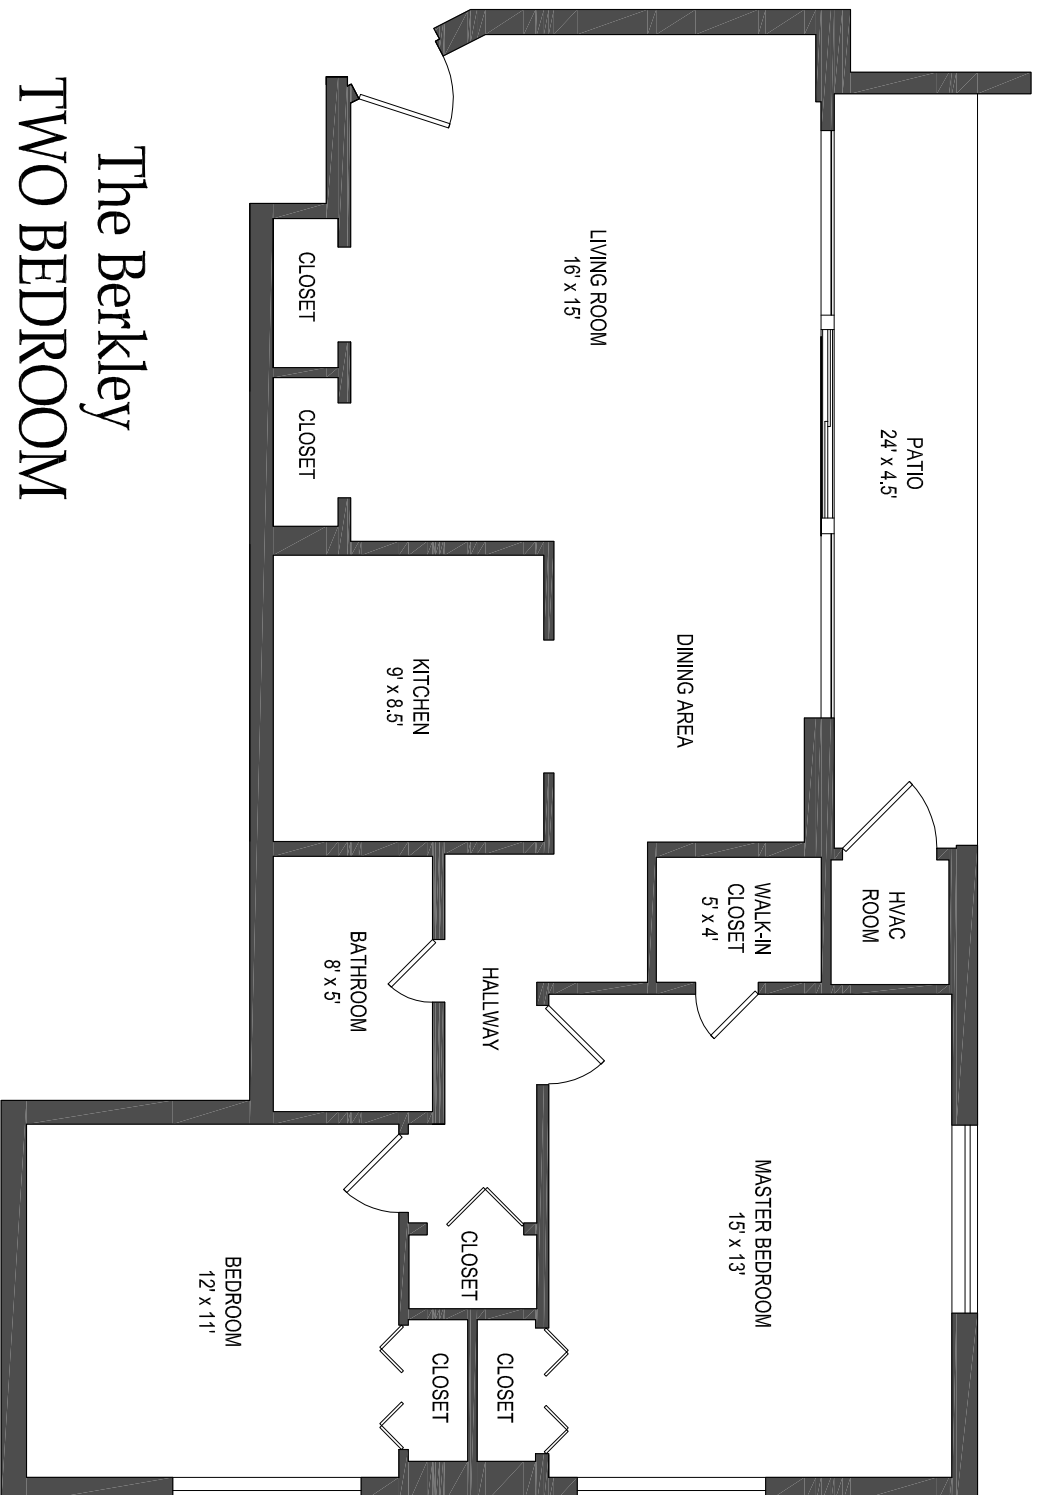 PATIO
24' x 4.5'
HVAC
ROOM
LIVING ROOM
16' x 15'
DINING AREA
WALK-IN
CLOSET
5' x 4'
MASTER BEDROOM
15' x 13'
KITCHEN
9' x 8.5'
HALLWAY
CLOSET
CLOSET
CLOSET
CLOSET
CLOSET
BATHROOM
8' x 5'
BEDROOM
12' x 11'
The Berkley
TWO BEDROOM